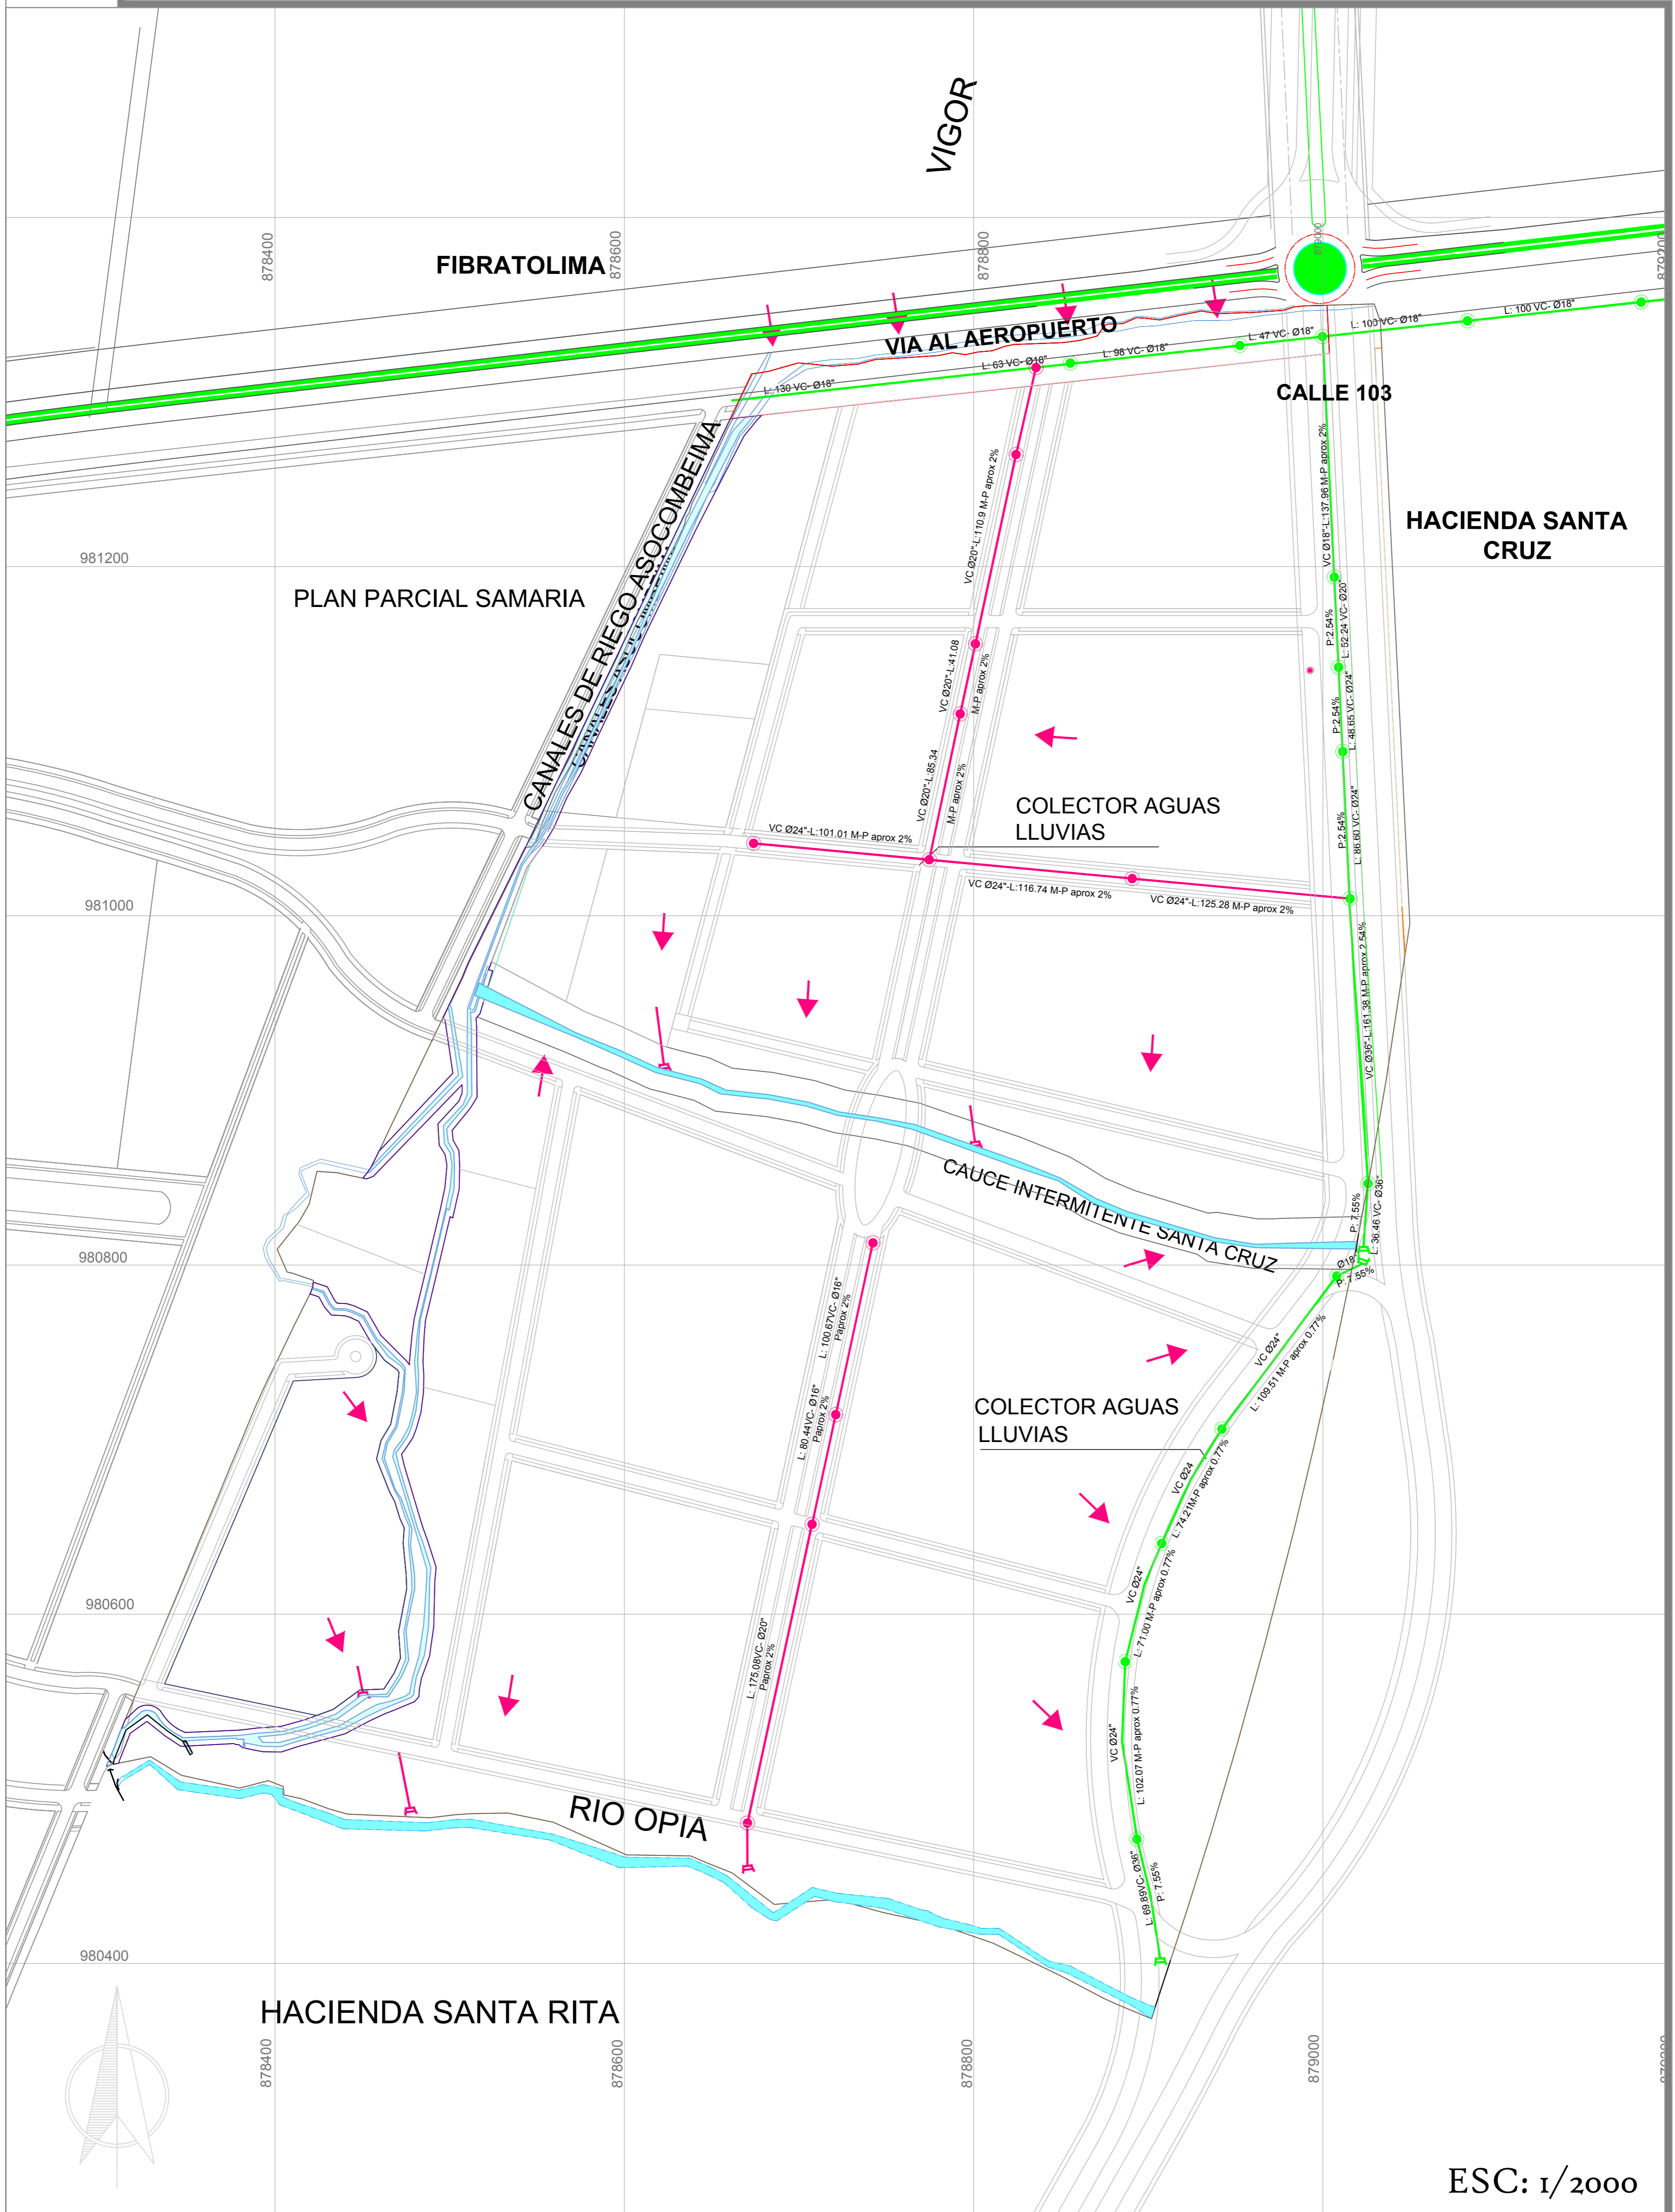 VIGOR
878400
878600
878800
879000
879200
FIBRATOLIMA
VIA AL AEROPUERTO
L: 130 VC- Ø18"
L: 63 VC-Ø18"
L: 98 VC-Ø18"
L: 47 VC-Ø18"
L: 100 VC-Ø18"
L: 100 VC-Ø18"
CALLE 103
HACIENDA SANTA
CRUZ
981200
PLAN PARCIAL SAMARIA
CANALES DE RIEGO ASOCOMBEIMA
VC Ø20"-L:110.9 M-P aprox 2%
VC Ø18"-L:137.96 M-P aprox 2%
P:2.54%
L: 52.24 VC- Ø20"
VC Ø20"-L:41.08
M-P aprox 2%
P:2.54%
L: 48.65 VC- Ø24"
VC Ø20"-L:85.34
M-P aprox 2%
P:2.54%
L: 86.60 VC- Ø24"
COLECTOR AGUAS
LLUVIAS
VC Ø24"-L:101.01 M-P aprox 2%
VC Ø24"-L:116.74 M-P aprox 2%
VC Ø24"-L:125.28 M-P aprox 2%
981000
VC Ø36"-L:161.38 M-P aprox 2.54%
CAUCE INTERMITENTE SANTA CRUZ
P: 7.55%
L: 36.46 VC- Ø36"
980800
Ø18"
P: 7.55%
L: 100.67VC- Ø16"
Paprox 2%
VC Ø24"
L: 109.51 M-P aprox 0.77%
L: 80.44VC- Ø16"
Paprox 2%
COLECTOR AGUAS
LLUVIAS
VC Ø24
L: 74.21M-P aprox 0.77%
VC Ø24"
L: 71.00 M-P aprox 0.77%
980600
L: 175.08VC- Ø20"
Paprox 2%
VC Ø24"
L: 102.07 M-P aprox 0.77%
RIO OPIA
L: 69.89VC- Ø36"
P: 7.55%
980400
HACIENDA SANTA RITA
878400
878600
878800
879000
ESC: 1/2000